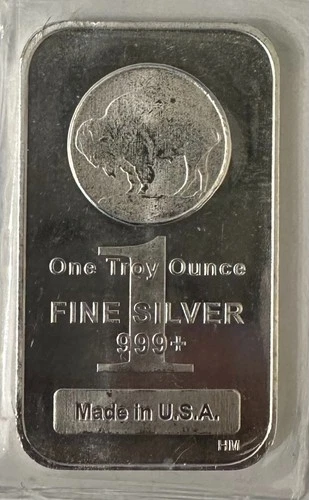 1
One Troy Ounce
FINE SILVER
999+
Made in U.S.A.
HM